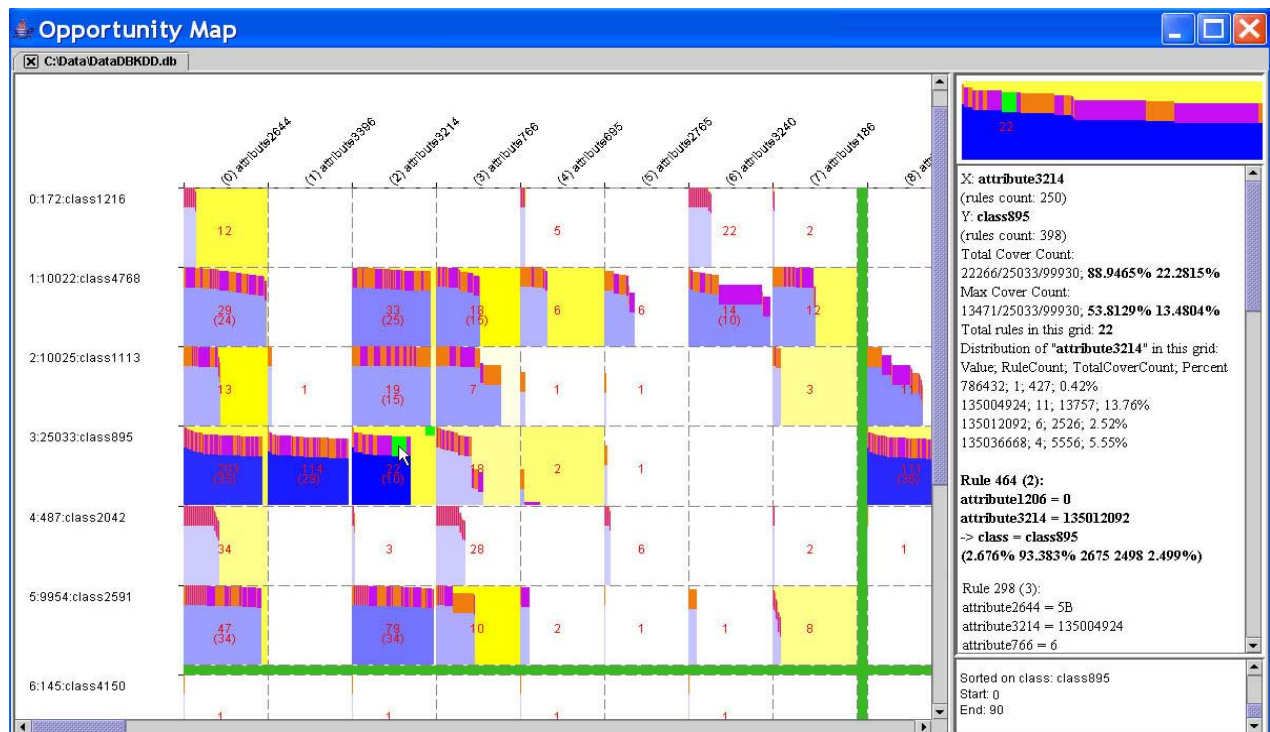 Opportunity Map
C:\Data\DataDBKDD.db
(0) attribute2644
(1) attribute3396
(2) attribute3214
(3) attribute766
(4) attribute695
(5) attribute2765
(6) attribute3240
(7) attribute186
0:172:class1216
12
5
22
2
1:10022:class4768
29
(24)
33
(25)
18
(15)
6
6
14
(10)
12
2:10025:class1113
13
1
19
(15)
7
1
1
3
3:25033:class895
114
(29)
22
(10)
18
2
1
111
4:487:class2042
34
3
28
6
2
1
5:9954:class2591
47
(34)
79
(34)
10
2
1
1
8
6:145:class4150
1
1
1
1
22
X: attribute3214
(rules count: 250)
Y: class895
(rules count: 398)
Total Cover Count:
22266/25033/99930; 88.9465% 22.2815%
Max Cover Count:
13471/25033/99930; 53.8129% 13.4804%
Total rules in this grid: 22
Distribution of "attribute3214" in this grid:
Value; RuleCount; TotalCoverCount; Percent
786432; 1; 427; 0.42%
135004924; 11; 13757; 13.76%
135012092; 6; 2526; 2.52%
135036668; 4; 5556; 5.55%
Rule 464 (2):
attribute1206 = 0
attribute3214 = 135012092
-> class = class895
(2.676% 93.383% 2675 2498 2.499%)
Rule 298 (3):
attribute2644 = 5B
attribute3214 = 135004924
attribute766 = 6
Sorted on class: class895
Start: 0
End: 90